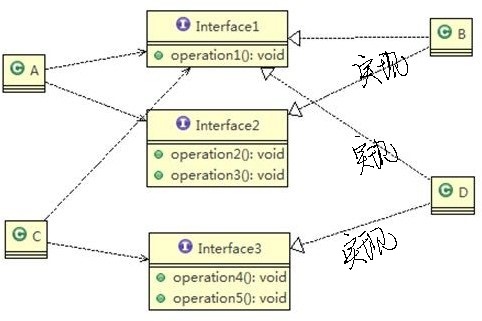 I Interface1
operation1(): void
C A
C B
实现
I Interface2
operation2(): void
operation3(): void
实现
C D
C C
I Interface3
operation4(): void
operation5(): void
实现